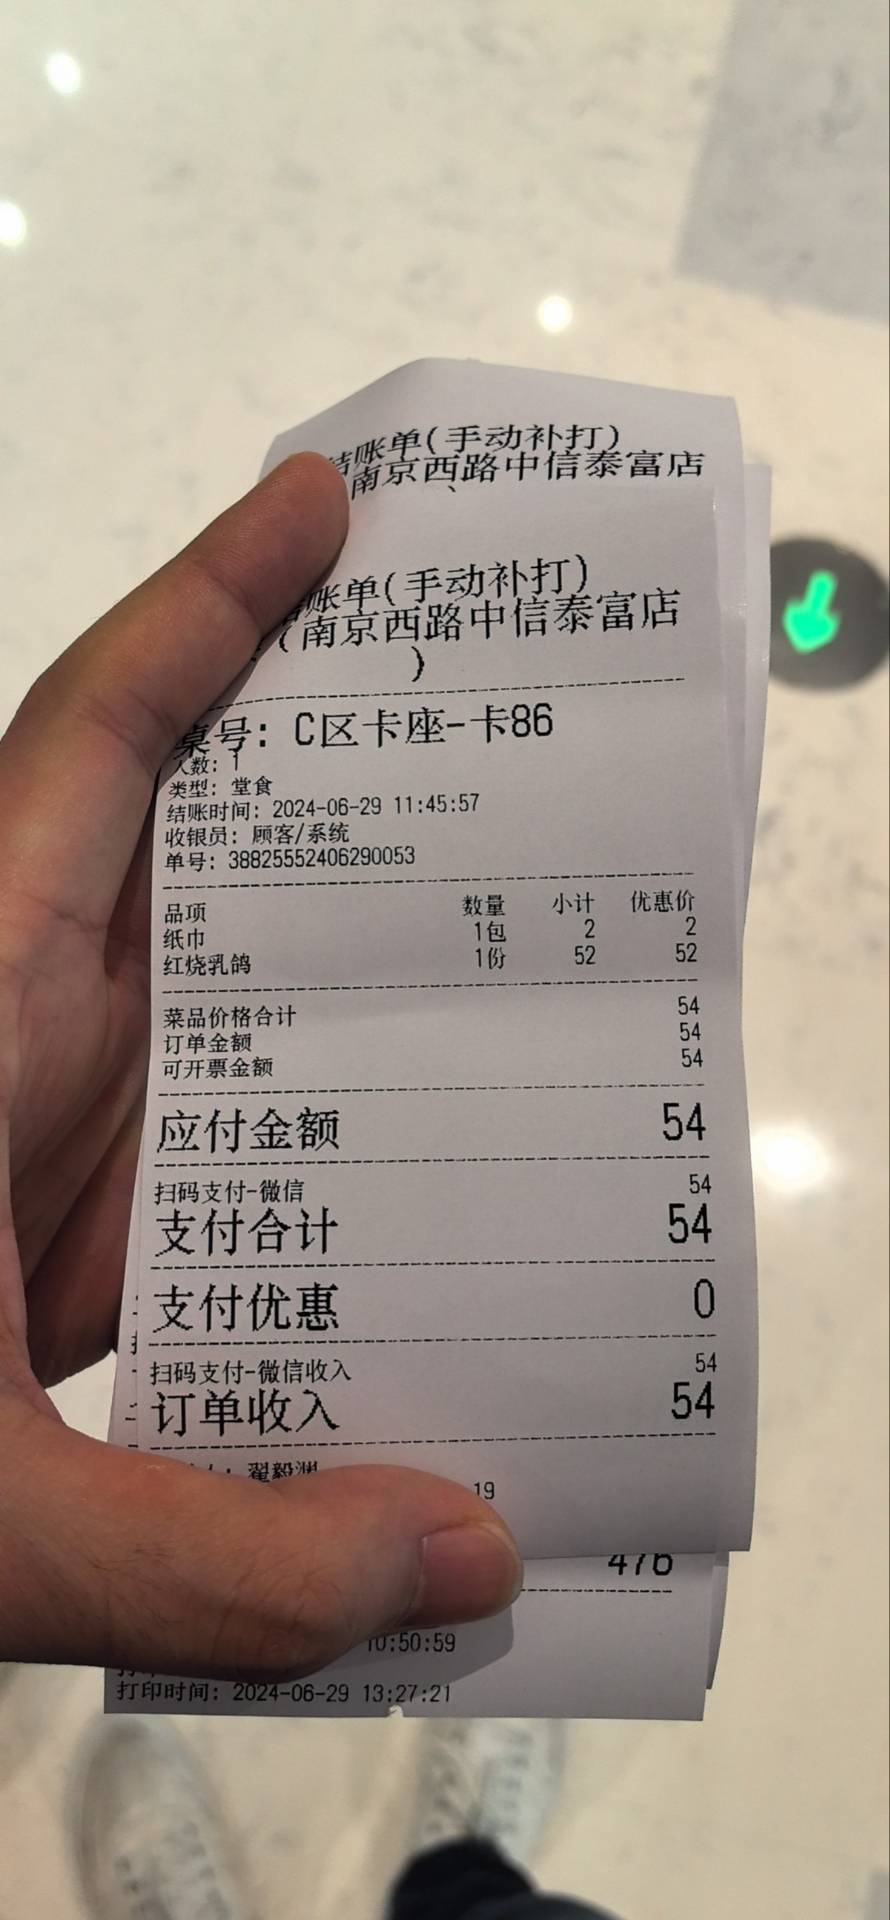 结账单(手动补打)
南京西路中信泰富店
账单(手动补打)
(南京西路中信泰富店
)
桌号: C区卡座-卡86
人数: 1
类型: 堂食
结账时间: 2024-06-29 11:45:57
收银员: 顾客/系统
单号: 38825552406290053
品项 数量 小计 优惠价
纸巾 1包 2 2
红烧乳鸽 1份 52 52
菜品价格合计 54
订单金额 54
可开票金额 54
应付金额 54
扫码支付-微信 54
支付合计 54
支付优惠 0
扫码支付-微信收入 54
订单收入 54
翟毅渊
19
476
10:50:59
打印时间: 2024-06-29 13:27:21